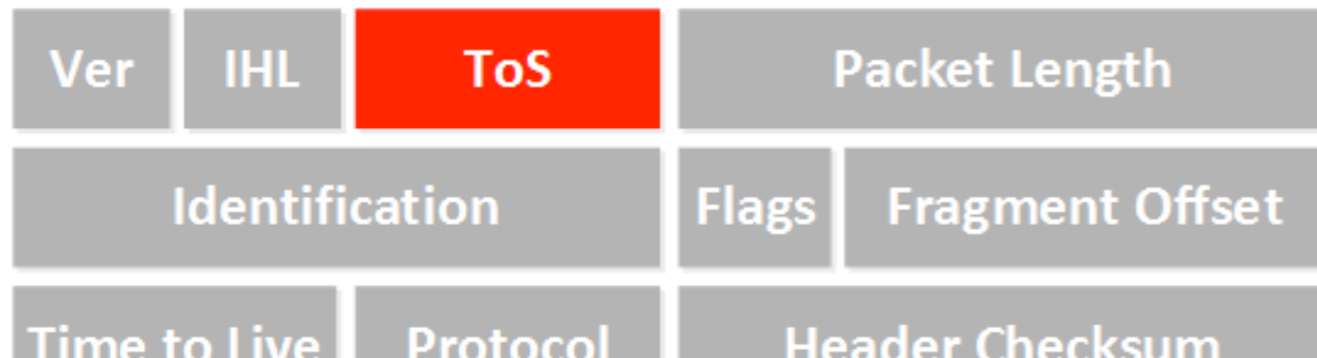 Ver IHL ToS Packet Length
Identification Flags Fragment Offset
Time to Live Protocol Header Checksum